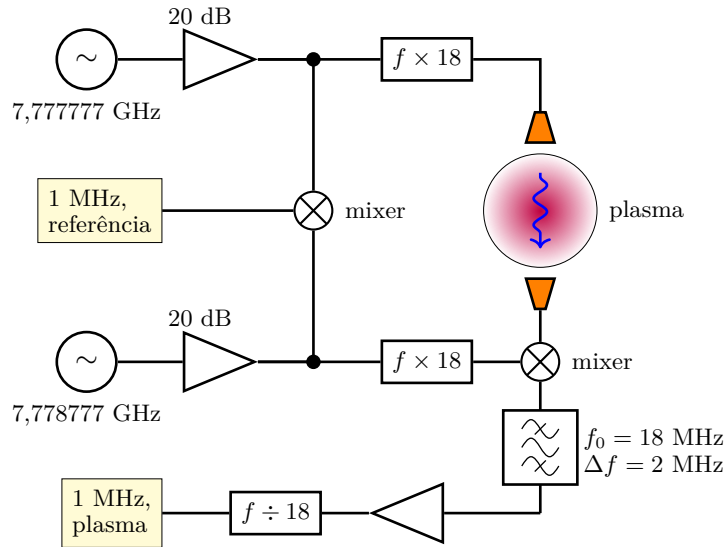 20 dB
∼
f × 18
7,777777 GHz
1 MHz,
referência
mixer
plasma
20 dB
∼
f × 18
mixer
7,778777 GHz
f₀ = 18 MHz
Δf = 2 MHz
1 MHz,
plasma
f ÷ 18